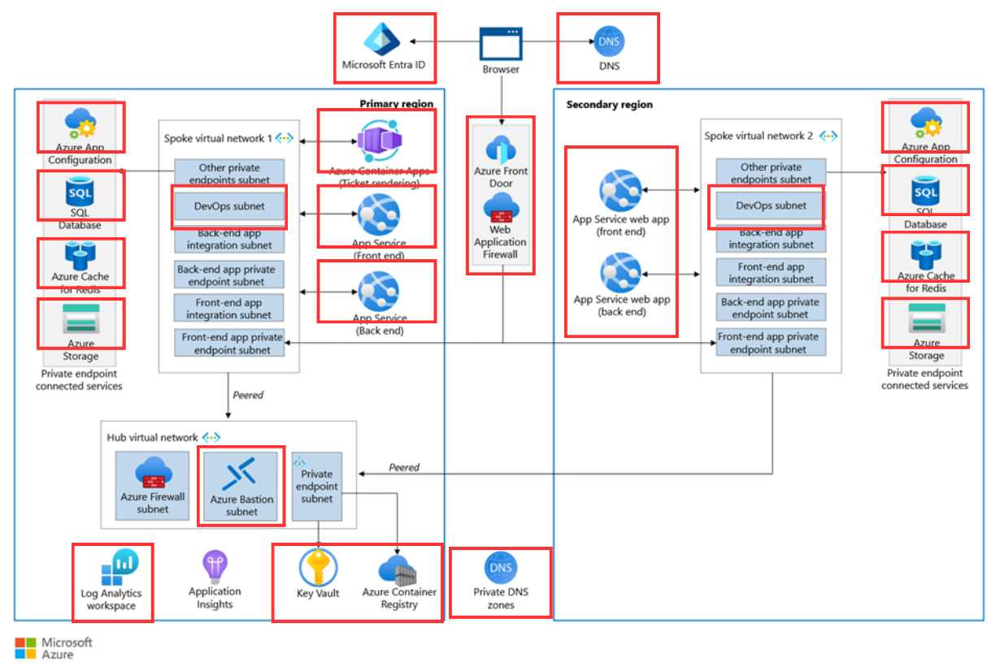 Microsoft Entra ID
Browser
DNS
DNS
Primary region
Azure App
Configuration
SQL
SQL
Database
Azure Cache
for Redis
Azure
Storage
Private endpoint
connected services
Spoke virtual network 1
Other private
endpoints subnet
DevOps subnet
Back-end app
integration subnet
Back-end app private
endpoint subnet
Front-end app
integration subnet
Front-end app private
endpoint subnet
Azure Container Apps
(Ticket rendering)
App Service
(Front end)
App Service
(Back end)
Azure Front
Door
Web
Application
Firewall
Secondary region
App Service web app
(front end)
App Service web app
(back end)
Spoke virtual network 2
Other private
endpoints subnet
DevOps subnet
Back-end app
integration subnet
Front-end app
integration subnet
Back-end app private
endpoint subnet
Front-end app private
endpoint subnet
Azure App
Configuration
SQL
SQL
Database
Azure Cache
for Redis
Azure
Storage
Private endpoint
connected services
Peered
Peered
Hub virtual network
Azure Firewall
subnet
Azure Bastion
subnet
Private
endpoint
subnet
Log Analytics
workspace
Application
Insights
Key Vault
Azure Container
Registry
DNS
Private DNS
zones
Microsoft
Azure